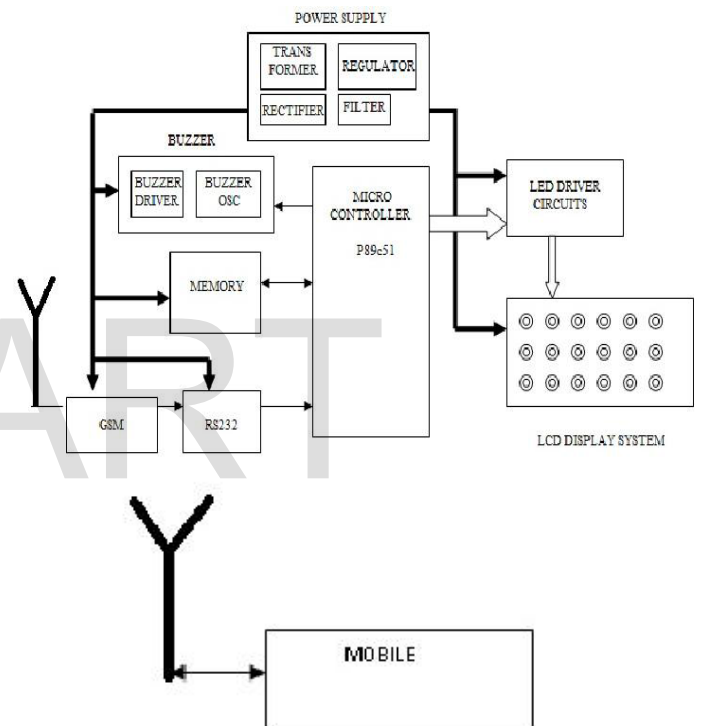 POWER SUPPLY
TRANS
FORMER
REGULATOR
RECTIFIER
FILTER
BUZZER
BUZZER
DRIVER
BUZZER
OSC
MICRO
CONTROLLER
P89c51
LED DRIVER
CIRCUITS
MEMORY
GSM
RS232
LCD DISPLAY SYSTEM
ART
MOBILE